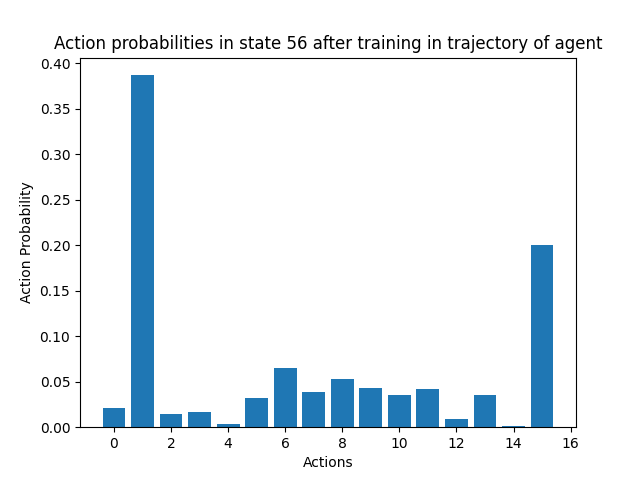 Action probabilities in state 56 after training in trajectory of agent
0.40
0.35
0.30
0.25
0.20
0.15
0.10
0.05
0.00
Action Probability
0 2 4 6 8 10 12 14 16
Actions